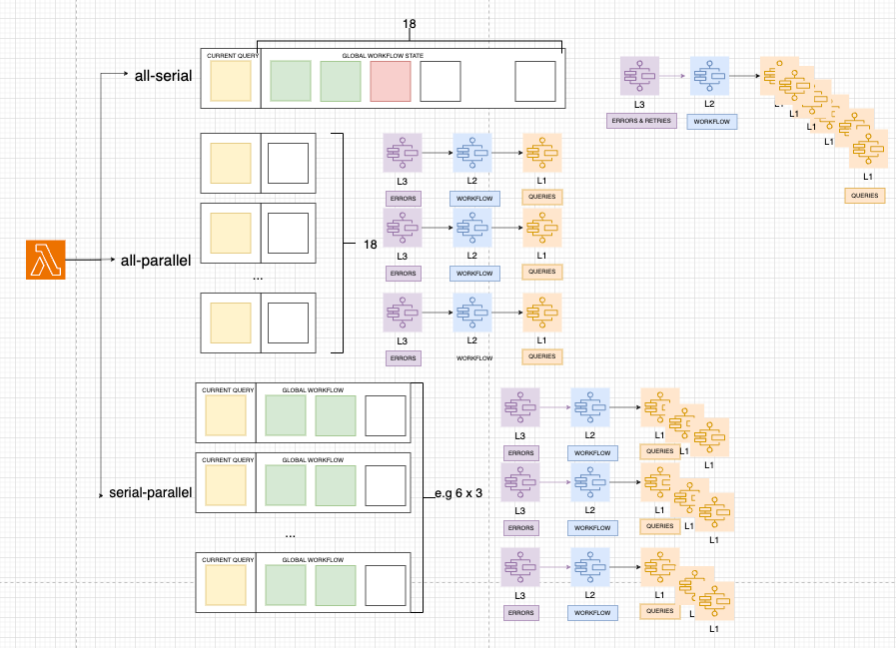 18
CURRENT QUERY
GLOBAL WORKFLOW STATE
all-serial
L3
L2
L1
L1
L1
L1
L1
ERRORS & RETRIES
WORKFLOW
QUERIES
all-parallel
...
18
L3
L2
L1
ERRORS
WORKFLOW
QUERIES
L3
L2
L1
ERRORS
WORKFLOW
QUERIES
L3
L2
L1
ERRORS
WORKFLOW
QUERIES
serial-parallel
CURRENT QUERY
GLOBAL WORKFLOW
CURRENT QUERY
GLOBAL WORKFLOW
...
CURRENT QUERY
GLOBAL WORKFLOW
e.g 6 x 3
L3
L2
L1
L1
L1
ERRORS
WORKFLOW
QUERIES
L3
L2
L1
L1
L1
ERRORS
WORKFLOW
QUERIES
L3
L2
L1
L
L1
ERRORS
WORKFLOW
QUERIES